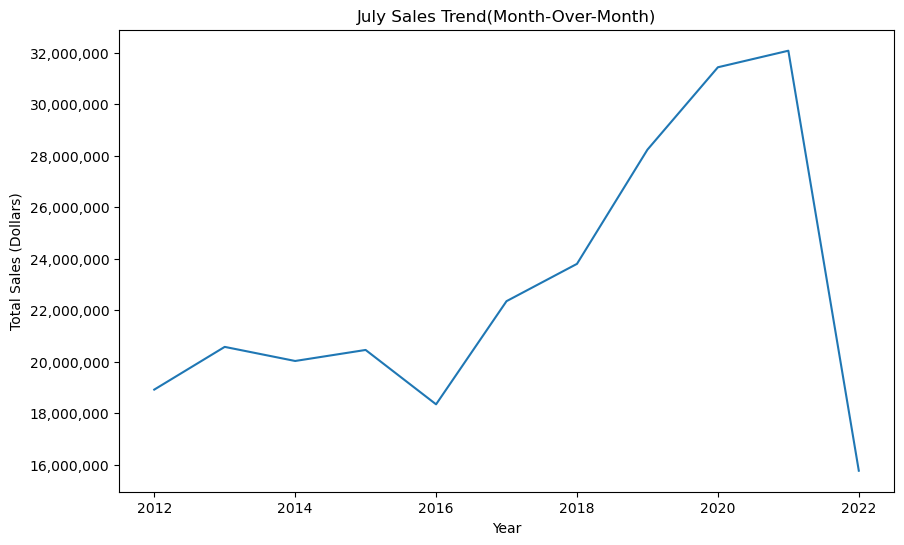 July Sales Trend(Month-Over-Month)
32,000,000
30,000,000
28,000,000
26,000,000
24,000,000
22,000,000
20,000,000
18,000,000
16,000,000
Total Sales (Dollars)
2012 2014 2016 2018 2020 2022
Year